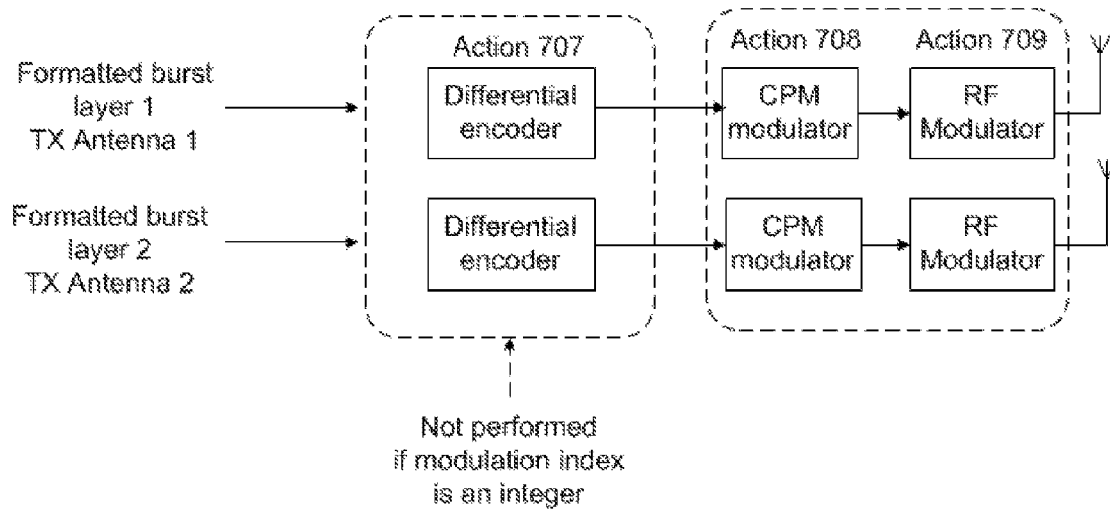 Formatted burst
layer 1
TX Antenna 1
Action 707
Differential
encoder
Action 708
CPM
modulator
Action 709
RF
Modulator
Formatted burst
layer 2
TX Antenna 2
Differential
encoder
CPM
modulator
RF
Modulator
Not performed
if modulation index
is an integer